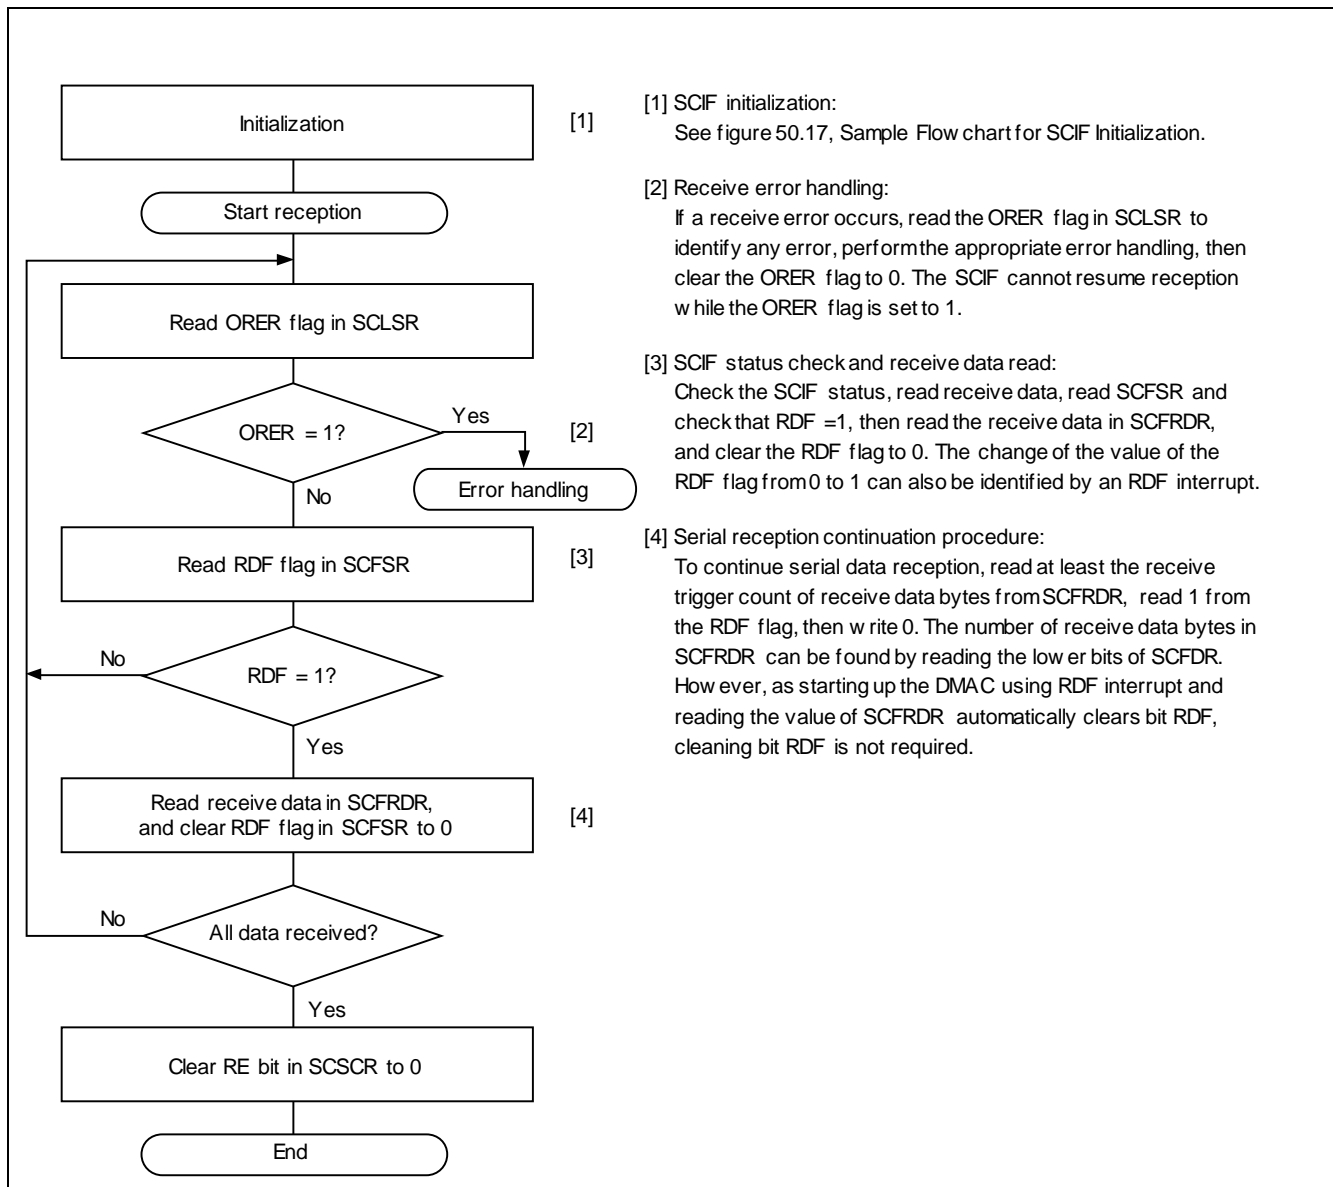 Initialization
[1]
Start reception
Read ORER flag in SCLSR
ORER = 1?
Yes
[2]
Error handling
No
Read RDF flag in SCFSR
[3]
No
RDF = 1?
Yes
Read receive data in SCFRDR,
and clear RDF flag in SCFSR to 0
[4]
No
All data received?
Yes
Clear RE bit in SCSCR to 0
End
[1] SCIF initialization:
See figure 50.17, Sample Flow chart for SCIF Initialization.
[2] Receive error handling:
If a receive error occurs, read the ORER flag in SCLSR to
identify any error, perform the appropriate error handling, then
clear the ORER flag to 0. The SCIF cannot resume reception
while the ORER flag is set to 1.
[3] SCIF status check and receive data read:
Check the SCIF status, read receive data, read SCFSR and
check that RDF =1, then read the receive data in SCFRDR,
and clear the RDF flag to 0. The change of the value of the
RDF flag from 0 to 1 can also be identified by an RDF interrupt.
[4] Serial reception continuation procedure:
To continue serial data reception, read at least the receive
trigger count of receive data bytes from SCFRDR, read 1 from
the RDF flag, then write 0. The number of receive data bytes in
SCFRDR can be found by reading the lower bits of SCFDR.
However, as starting up the DMAC using RDF interrupt and
reading the value of SCFRDR automatically clears bit RDF,
cleaning bit RDF is not required.